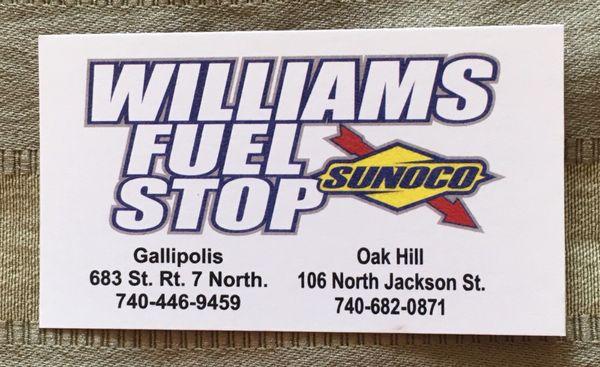 WILLIAMS
FUEL
STOP
SUNOCO
Gallipolis
683 St. Rt. 7 North.
740-446-9459
Oak Hill
106 North Jackson St.
740-682-0871